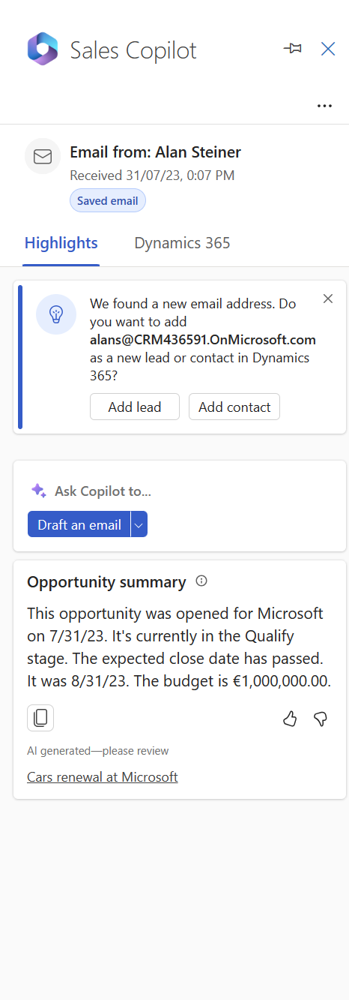 Sales Copilot
...
Email from: Alan Steiner
Received 31/07/23, 0:07 PM
Saved email
Highlights
Dynamics 365
We found a new email address. Do
you want to add
alans@CRM436591.OnMicrosoft.com
as a new lead or contact in Dynamics
365?
Add lead
Add contact
Ask Copilot to...
Draft an email
Opportunity summary
This opportunity was opened for Microsoft
on 7/31/23. It's currently in the Qualify
stage. The expected close date has passed.
It was 8/31/23. The budget is €1,000,000.00.
AI generated—please review
Cars renewal at Microsoft